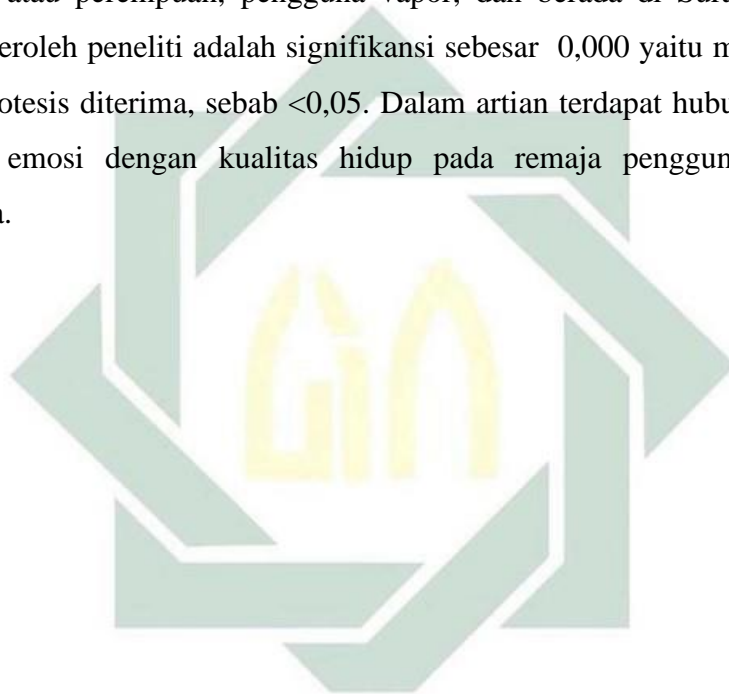 atau perempuan, pengguna vapor, dan berada di
eroleh peneliti adalah signifikansi sebesar 0,000 yaitu m
otesis diterima, sebab <0,05. Dalam artian terdapat hubu
emosi dengan kualitas hidup pada remaja penggun
a.
UIN